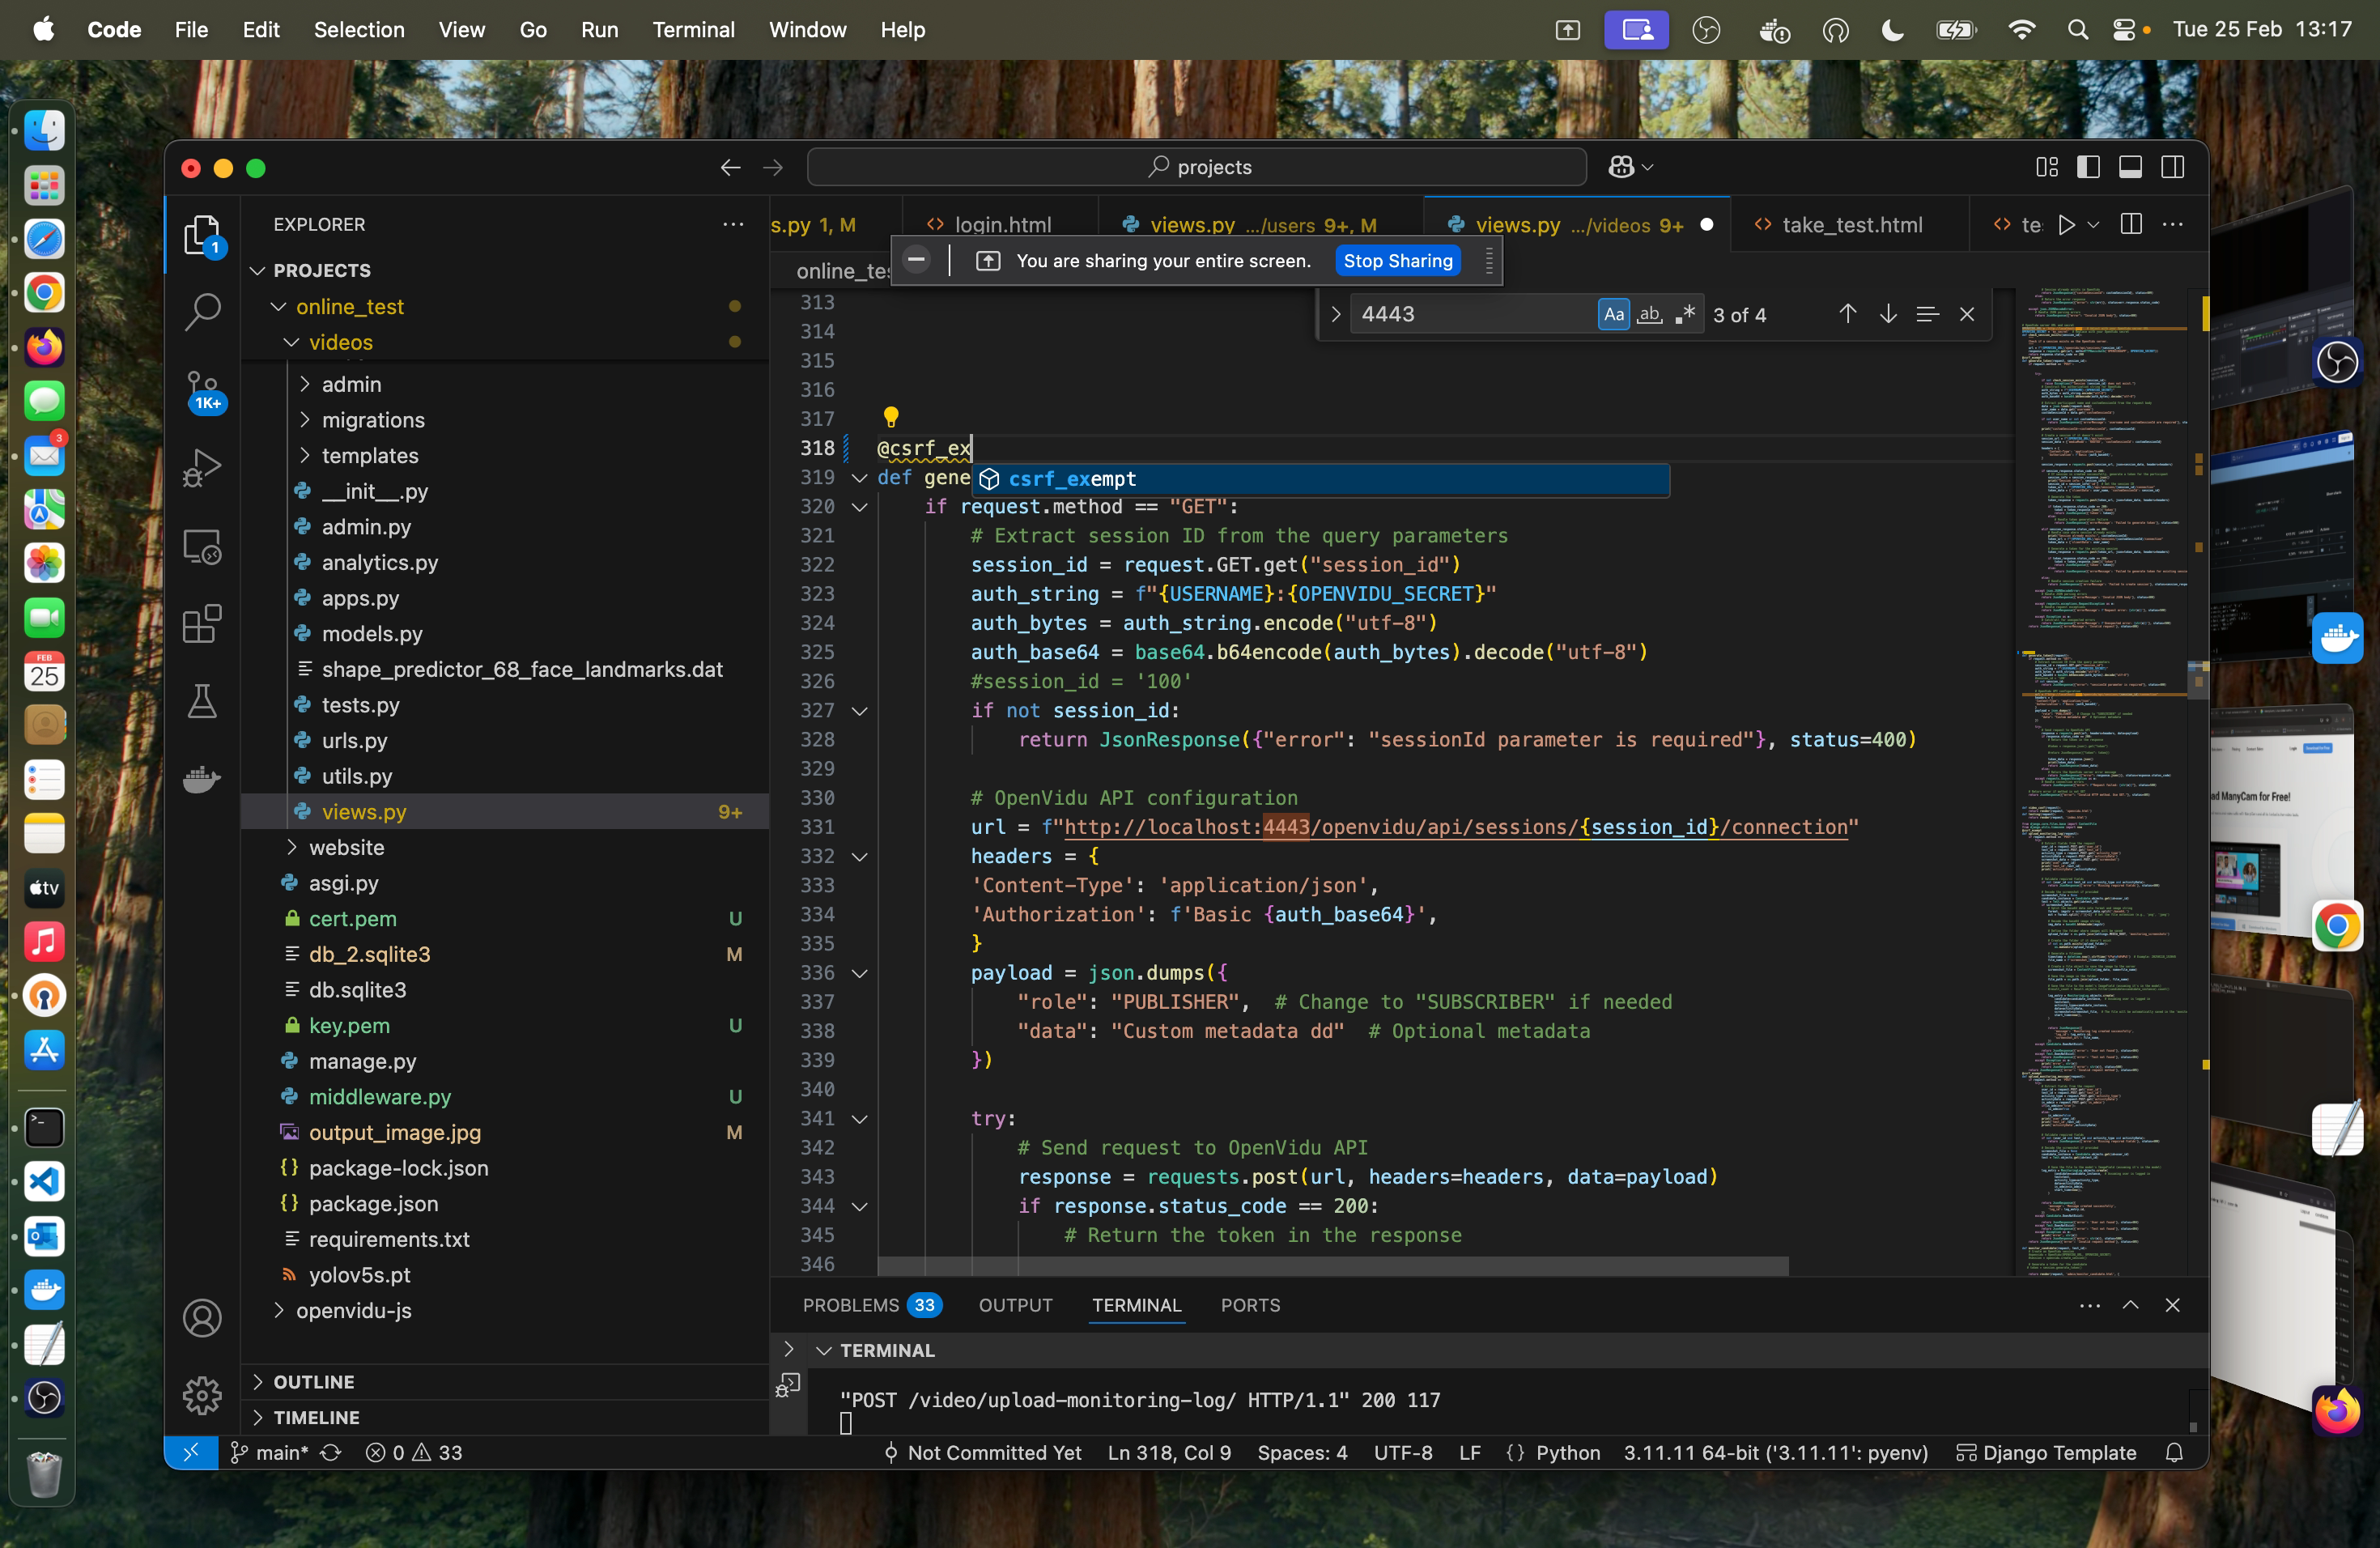 Code File Edit Selection View Go Run Terminal Window Help Tue 25 Feb 13:17
projects
EXPLORER
s.py 1, M login.html views.py .../users 9+, M views.py .../videos 9+ take_test.html te
You are sharing your entire screen. Stop Sharing
PROJECTS
online_tes
4443 Aa ab 3 of 4
online_test
videos
admin
migrations
templates
__init__.py
admin.py
analytics.py
apps.py
models.py
shape_predictor_68_face_landmarks.dat
tests.py
urls.py
utils.py
views.py 9+
website
asgi.py
cert.pem U
db_2.sqlite3 M
db.sqlite3
key.pem U
manage.py
middleware.py U
output_image.jpg M
package-lock.json
package.json
requirements.txt
yolov5s.pt
openvidu-js
OUTLINE
TIMELINE
1
1K+
3
FEB
25
tv
313
314
315
316
317
318 @csrf_ex
319 def gene
csrf_exempt
320 if request.method == "GET":
321 # Extract session ID from the query parameters
322 session_id = request.GET.get("session_id")
323 auth_string = f"{USERNAME}:{OPENVIDU_SECRET}"
324 auth_bytes = auth_string.encode("utf-8")
325 auth_base64 = base64.b64encode(auth_bytes).decode("utf-8")
326 #session_id = '100'
327 if not session_id:
328 return JsonResponse({"error": "sessionId parameter is required"}, status=400)
329
330 # OpenVidu API configuration
331 url = f"http://localhost:4443/openvidu/api/sessions/{session_id}/connection"
332 headers = {
333 'Content-Type': 'application/json',
334 'Authorization': f'Basic {auth_base64}',
335 }
336 payload = json.dumps({
337 "role": "PUBLISHER", # Change to "SUBSCRIBER" if needed
338 "data": "Custom metadata dd" # Optional metadata
339 })
340
341 try:
342 # Send request to OpenVidu API
343 response = requests.post(url, headers=headers, data=payload)
344 if response.status_code == 200:
345 # Return the token in the response
346
PROBLEMS 33 OUTPUT TERMINAL PORTS
TERMINAL
"POST /video/upload-monitoring-log/ HTTP/1.1" 200 117
main* 0 33 Not Committed Yet Ln 318, Col 9 Spaces: 4 UTF-8 LF {} Python 3.11.11 64-bit ('3.11.11': pyenv) Django Template
ad ManyCam for Free!